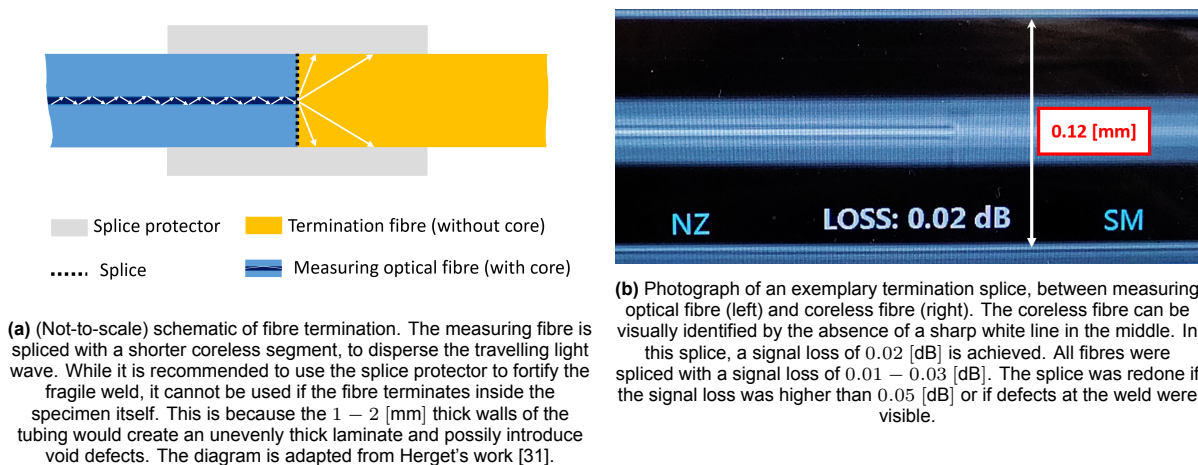 Splice protector
Termination fibre (without core)
Splice
Measuring optical fibre (with core)
(a) (Not-to-scale) schematic of fibre termination. The measuring fibre is
spliced with a shorter coreless segment, to disperse the travelling light
wave. While it is recommended to use the splice protector to fortify the
fragile weld, it cannot be used if the fibre terminates inside the
specimen itself. This is because the 1 − 2 [mm] thick walls of the
tubing would create an unevenly thick laminate and possily introduce
void defects. The diagram is adapted from Herget's work [31].
0.12 [mm]
NZ
LOSS: 0.02 dB
SM
(b) Photograph of an exemplary termination splice, between measuring
optical fibre (left) and coreless fibre (right). The coreless fibre can be
visually identified by the absence of a sharp white line in the middle. In
this splice, a signal loss of 0.02 [dB] is achieved. All fibres were
spliced with a signal loss of 0.01 − 0.03 [dB]. The splice was redone if
the signal loss was higher than 0.05 [dB] or if defects at the weld were
visible.